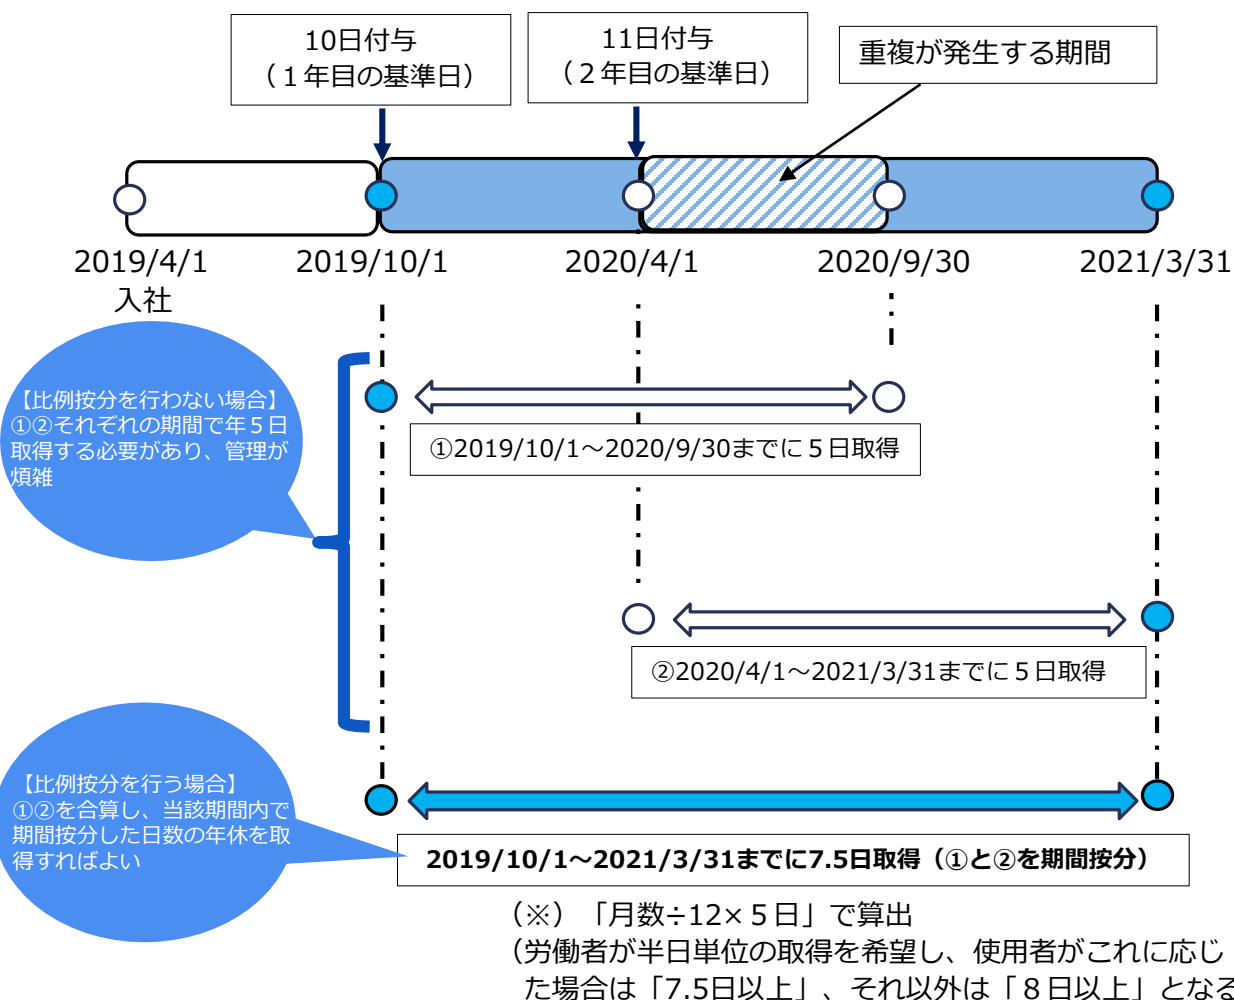 10日付与
（１年目の基準日）
11日付与
（２年目の基準日）
重複が発生する期間
2019/4/1
入社
2019/10/1
2020/4/1
2020/9/30
2021/3/31
【比例按分を行わない場合】
①②それぞれの期間で年５日
取得する必要があり、管理が
煩雑
①2019/10/1～2020/9/30までに５日取得
②2020/4/1～2021/3/31までに５日取得
【比例按分を行う場合】
①②を合算し、当該期間内で
期間按分した日数の年休を取
得すればよい
2019/10/1～2021/3/31までに7.5日取得（①と②を期間按分）
（※）「月数÷12×５日」で算出
（労働者が半日単位の取得を希望し、使用者がこれに応じ
た場合は「7.5日以上」、それ以外は「８日以上」となる